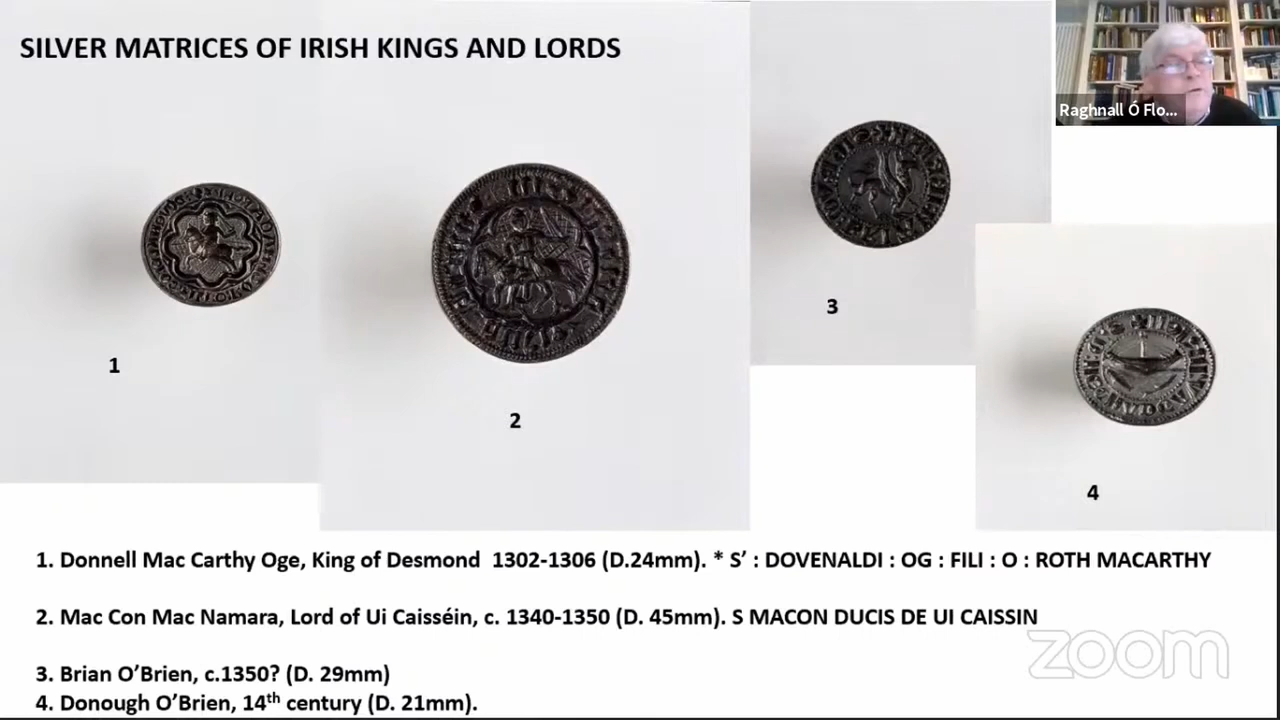 SILVER MATRICES OF IRISH KINGS AND LORDS
Raghnall Ó Flo...
1
2
3
4
1. Donnell Mac Carthy Oge, King of Desmond 1302-1306 (D.24mm). * S’ : DOVENALDI : OG : FILI : O : ROTH MACARTHY
2. Mac Con Mac Namara, Lord of Ui Caisséin, c. 1340-1350 (D. 45mm). S MACON DUCIS DE UI CAISSIN
3. Brian O’Brien, c.1350? (D. 29mm)
4. Donough O’Brien, 14th century (D. 21mm).
zoom